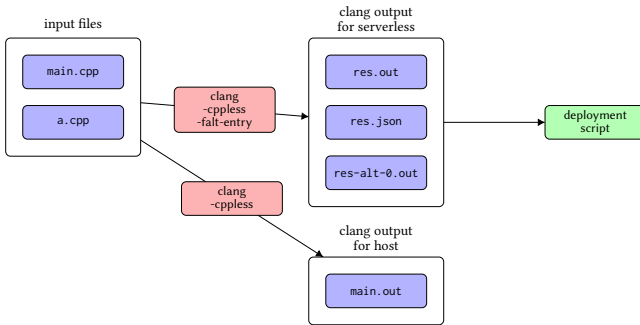 input files
main.cpp
a.cpp
clang
-cppless
-falt-entry
clang
-cppless
clang output
for serverless
res.out
res.json
res-alt-0.out
clang output
for host
main.out
deployment
script